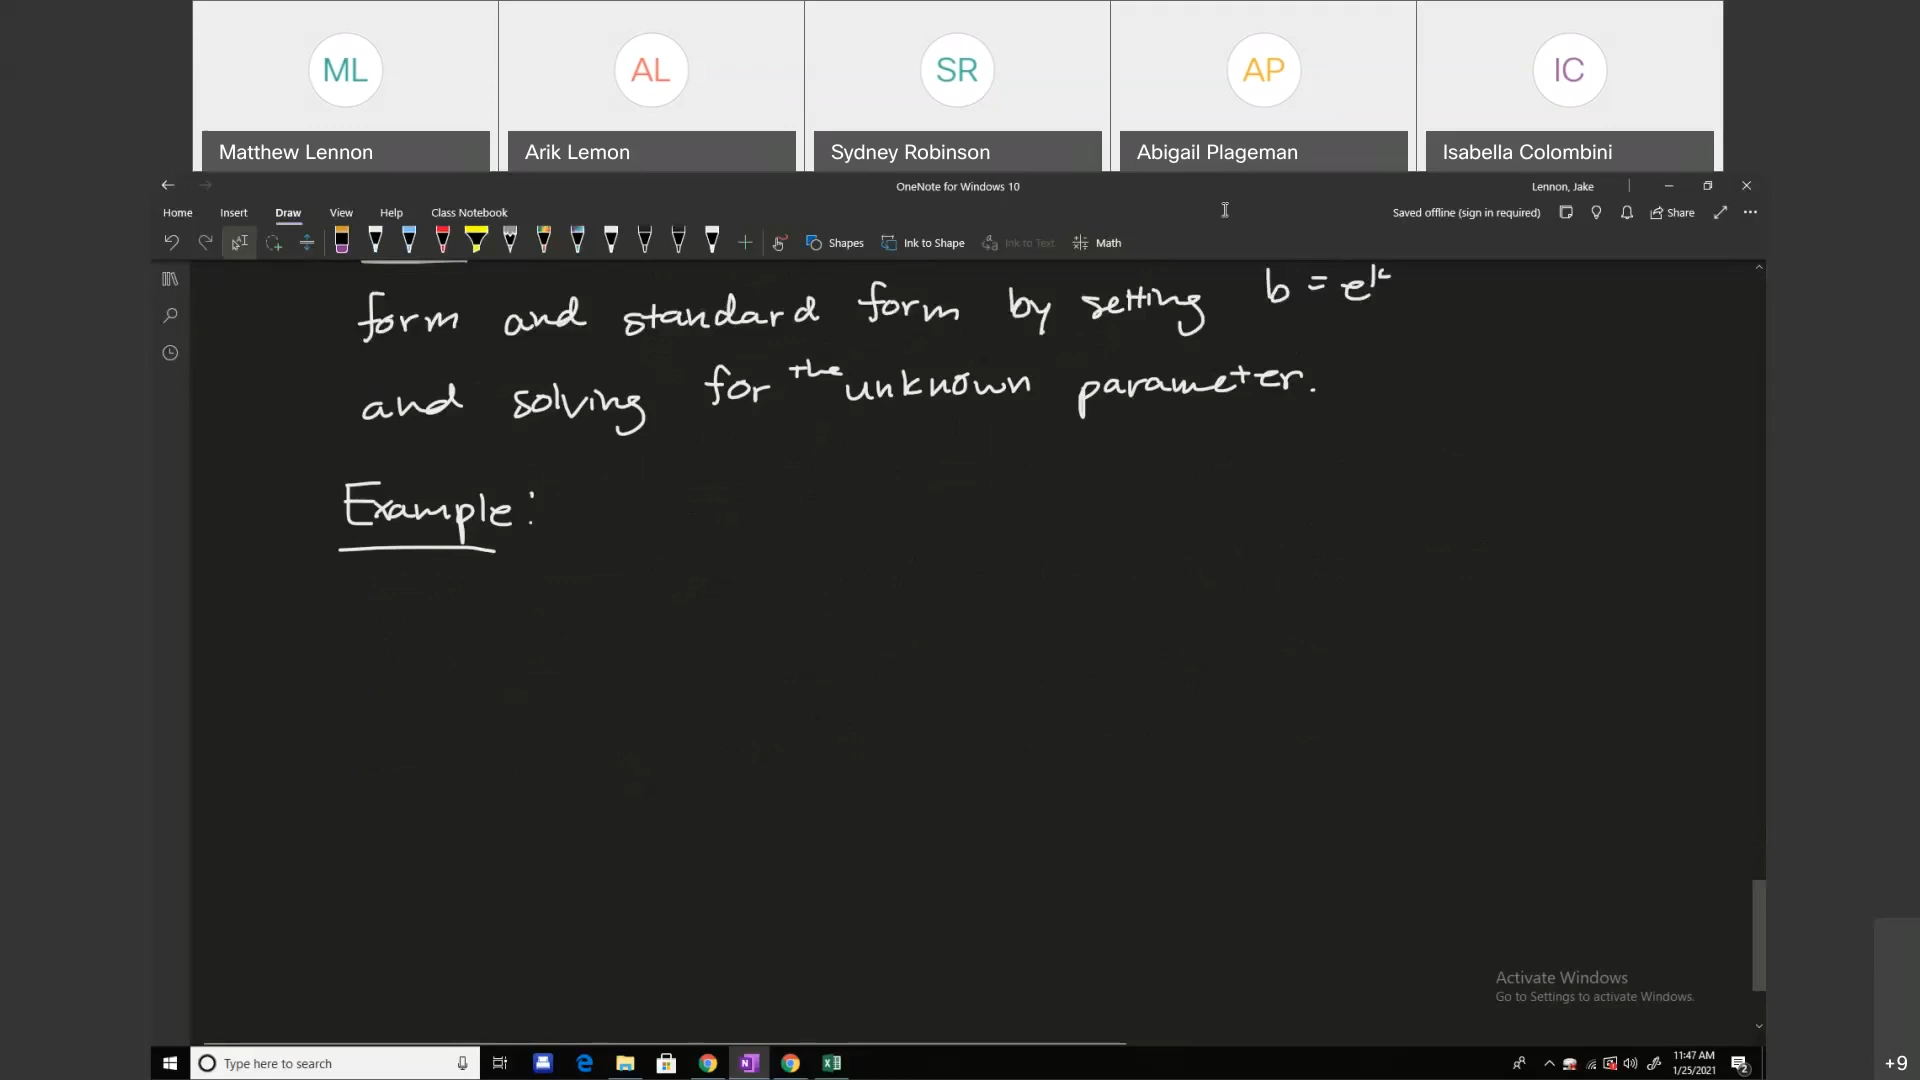 ML
AL
SR
AP
IC
Matthew Lennon
Arik Lemon
Sydney Robinson
Abigail Plageman
Isabella Colombini
OneNote for Windows 10
Lennon, Jake
Home Insert Draw View Help Class Notebook
Saved offline (sign in required)
Share
Shapes
Ink to Shape
Ink to Text
Math
form and standard form by setting b = e^k
and solving for the unknown parameter.
Example:
Activate Windows
Go to Settings to activate Windows.
Type here to search
11:47 AM
1/25/2021
2
+9